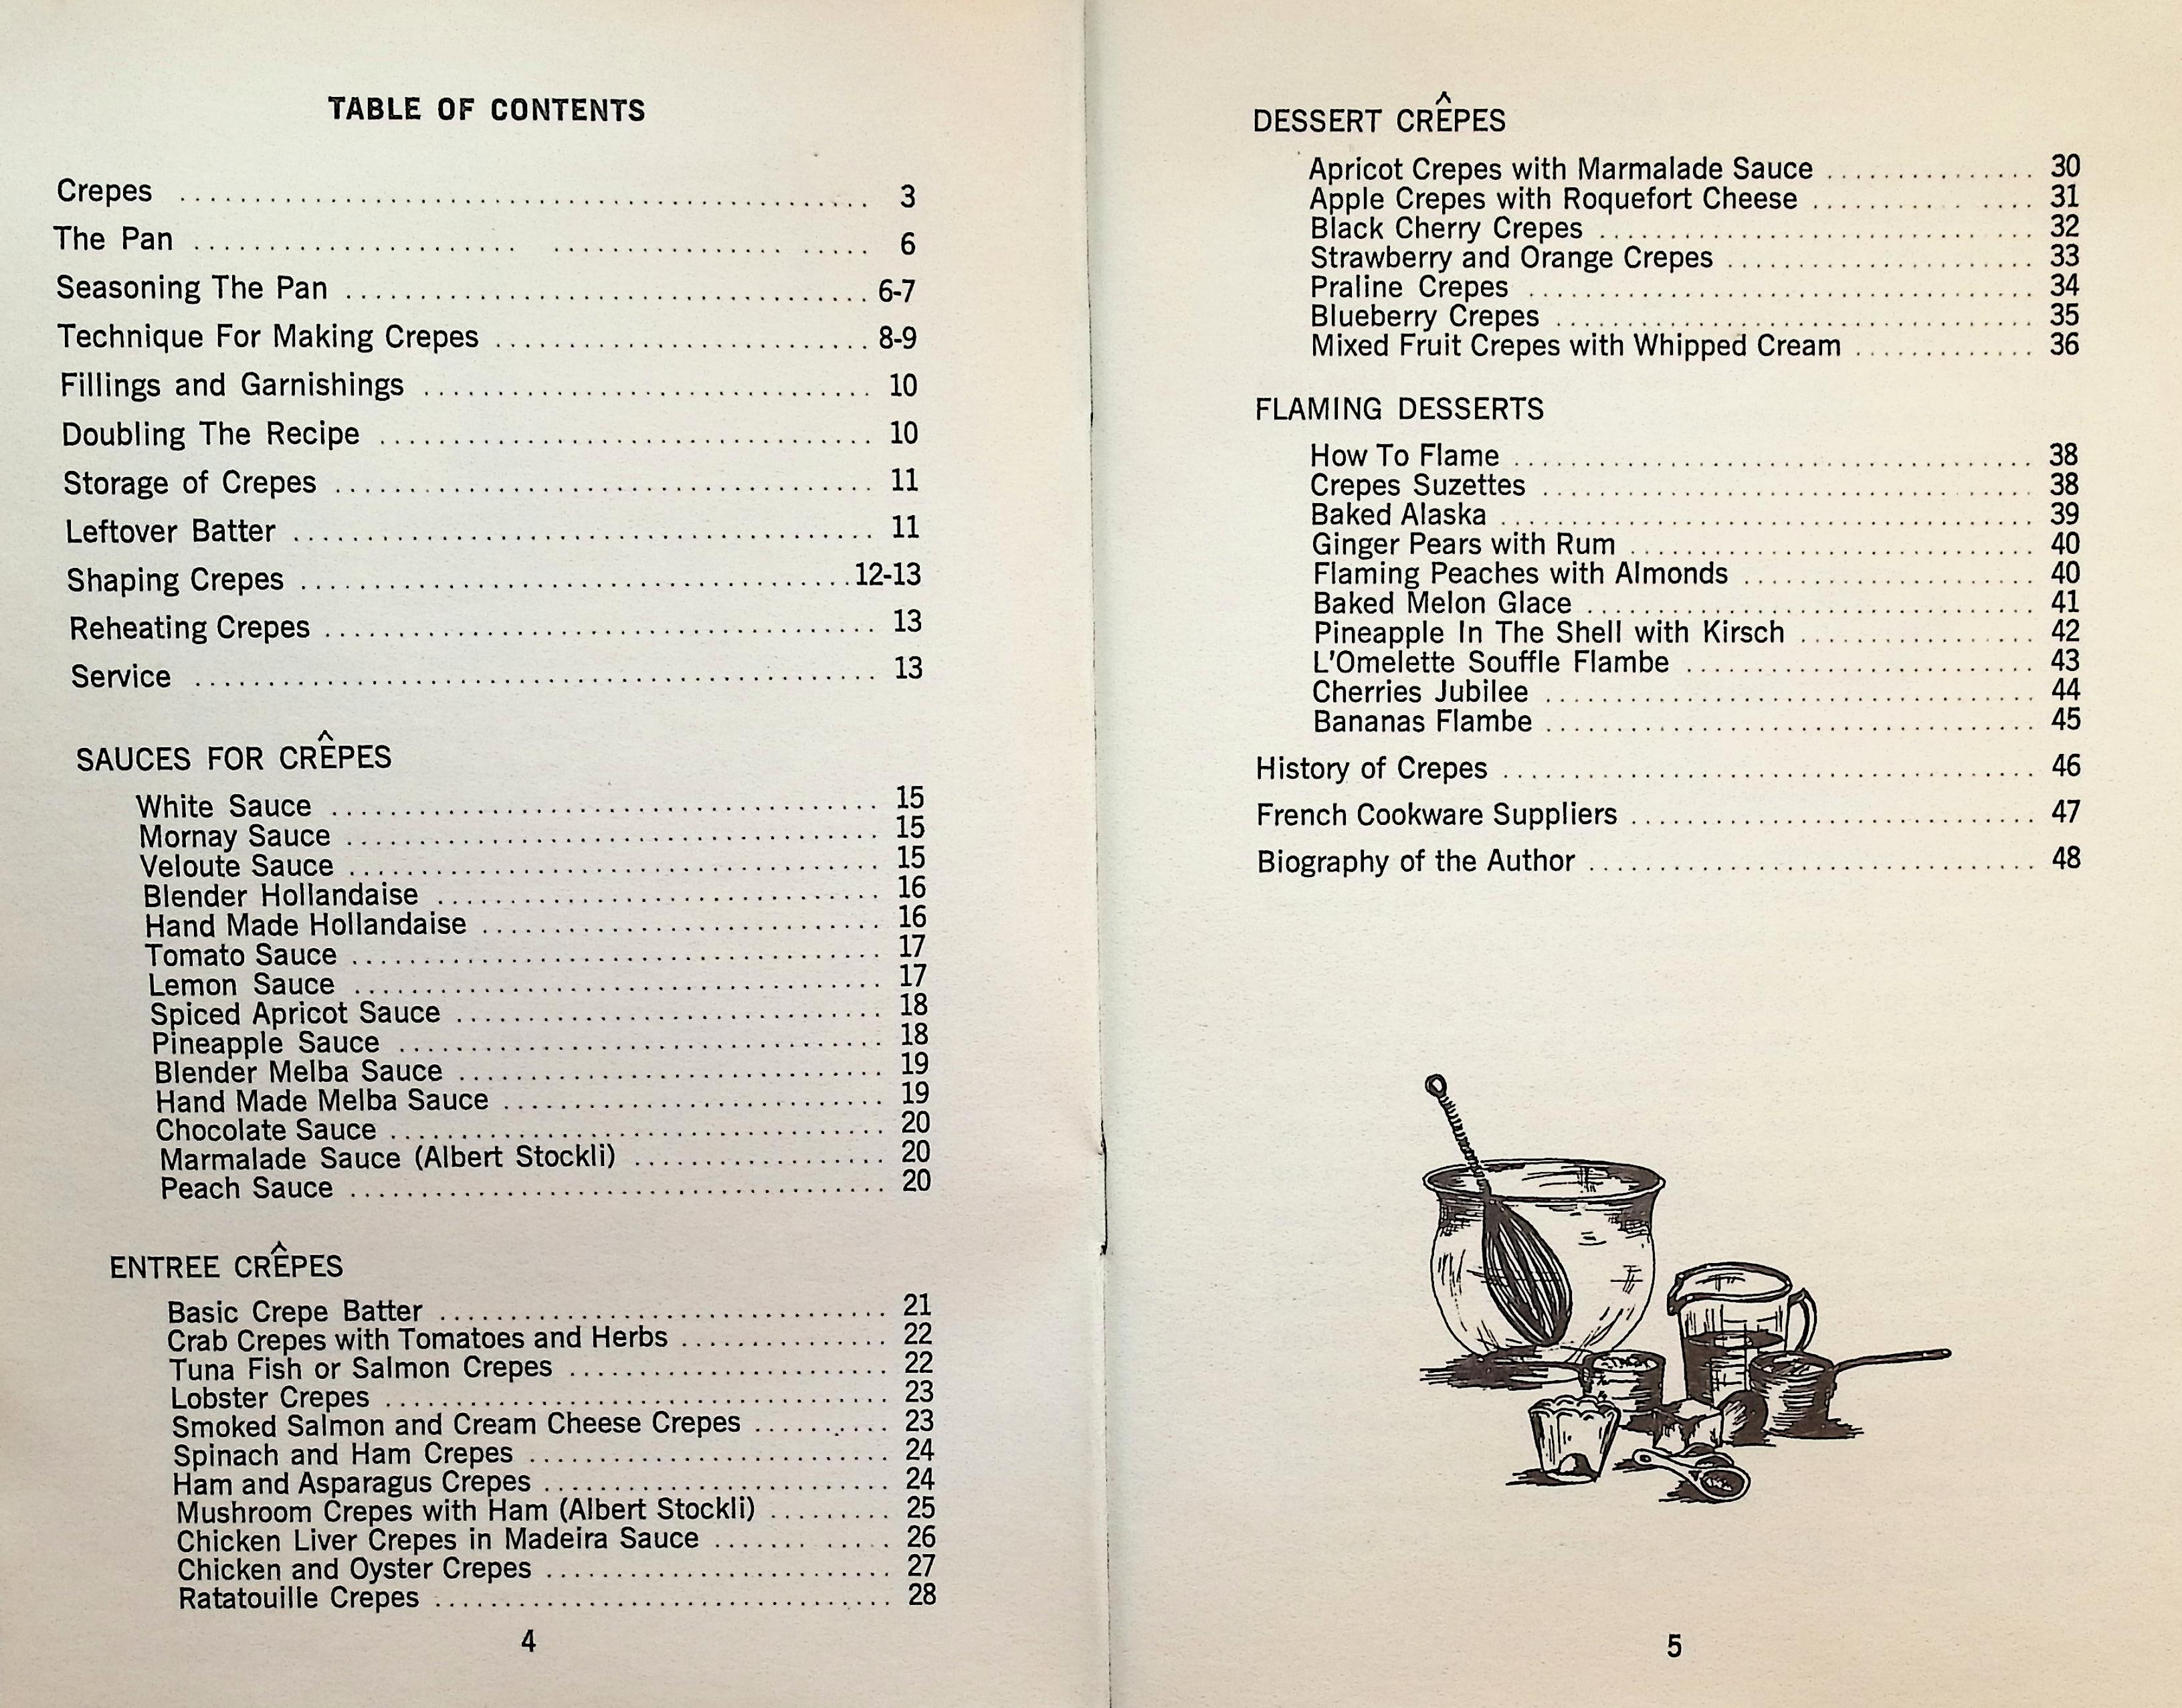 TABLE OF CONTENTS
Crepes ........ 3
The Pan ........ 6
Seasoning The Pan ........ 6-7
Technique For Making Crepes ........ 8-9
Fillings and Garnishings ........ 10
Doubling The Recipe ........ 10
Storage of Crepes ........ 11
Leftover Batter ........ 11
Shaping Crepes ........ 12-13
Reheating Crepes ........ 13
Service ........ 13
SAUCES FOR CRÊPES
White Sauce ........ 15
Mornay Sauce ........ 15
Veloute Sauce ........ 15
Blender Hollandaise ........ 16
Hand Made Hollandaise ........ 16
Tomato Sauce ........ 17
Lemon Sauce ........ 17
Spiced Apricot Sauce ........ 18
Pineapple Sauce ........ 18
Blender Melba Sauce ........ 19
Hand Made Melba Sauce ........ 19
Chocolate Sauce ........ 20
Marmalade Sauce (Albert Stockli) ........ 20
Peach Sauce ........ 20
ENTREE CRÊPES
Basic Crepe Batter ........ 21
Crab Crepes with Tomatoes and Herbs ........ 22
Tuna Fish or Salmon Crepes ........ 22
Lobster Crepes ........ 23
Smoked Salmon and Cream Cheese Crepes ........ 23
Spinach and Ham Crepes ........ 24
Ham and Asparagus Crepes ........ 24
Mushroom Crepes with Ham (Albert Stockli) ........ 25
Chicken Liver Crepes in Madeira Sauce ........ 26
Chicken and Oyster Crepes ........ 27
Ratatouille Crepes ........ 28
4
DESSERT CRÊPES
Apricot Crepes with Marmalade Sauce ........ 30
Apple Crepes with Roquefort Cheese ........ 31
Black Cherry Crepes ........ 32
Strawberry and Orange Crepes ........ 33
Praline Crepes ........ 34
Blueberry Crepes ........ 35
Mixed Fruit Crepes with Whipped Cream ........ 36
FLAMING DESSERTS
How To Flame ........ 38
Crepes Suzettes ........ 38
Baked Alaska ........ 39
Ginger Pears with Rum ........ 40
Flaming Peaches with Almonds ........ 40
Baked Melon Glace ........ 41
Pineapple In The Shell with Kirsch ........ 42
L'Omelette Souffle Flambe ........ 43
Cherries Jubilee ........ 44
Bananas Flambe ........ 45
History of Crepes ........ 46
French Cookware Suppliers ........ 47
Biography of the Author ........ 48
5